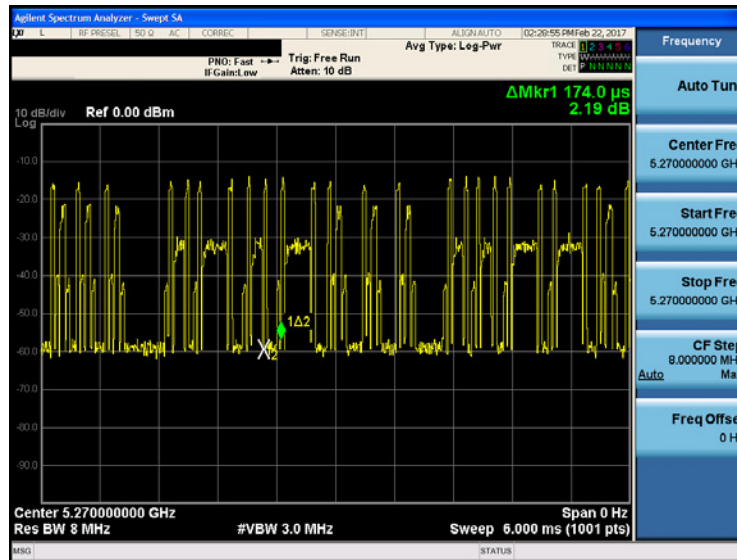 Agilent Spectrum Analyzer - Swept SA
L RF PRESEL 50 Ω AC CORREC SENSE:INT ALIGN AUTO 02:28:55 PM Feb 22, 2017
Avg Type: Log-Pwr TRACE 1 2 3 4 5 6
PNO: Fast Trig: Free Run TYPE
IFGain:Low Atten: 10 dB DET P N N N N N
ΔMkr1 174.0 µs
2.19 dB
10 dB/div Ref 0.00 dBm
Log
-10.0
-20.0
-30.0
-40.0
-50.0
-60.0
-70.0
-80.0
-90.0
1Δ2
2
Center 5.270000000 GHz Span 0 Hz
Res BW 8 MHz #VBW 3.0 MHz Sweep 6.000 ms (1001 pts)
MSG STATUS
Frequency
Auto Tun
Center Fre
5.270000000 GH
Start Fre
5.270000000 GH
Stop Fre
5.270000000 GH
CF Step
8.000000 MH
Auto Ma
Freq Offse
0 H